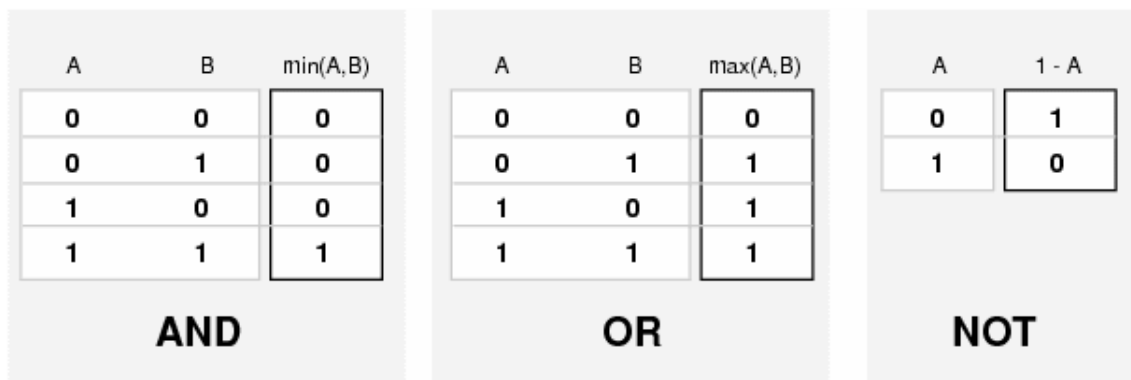 A B min(A,B)
0 0 0
0 1 0
1 0 0
1 1 1
AND
A B max(A,B)
0 0 0
0 1 1
1 0 1
1 1 1
OR
A 1 - A
0 1
1 0
NOT